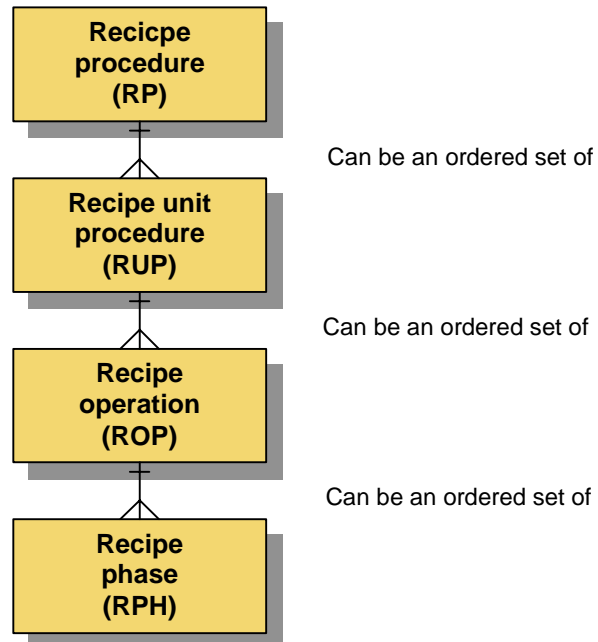 Recicpe
procedure
(RP)
Can be an ordered set of
Recipe unit
procedure
(RUP)
Can be an ordered set of
Recipe
operation
(ROP)
Can be an ordered set of
Recipe
phase
(RPH)